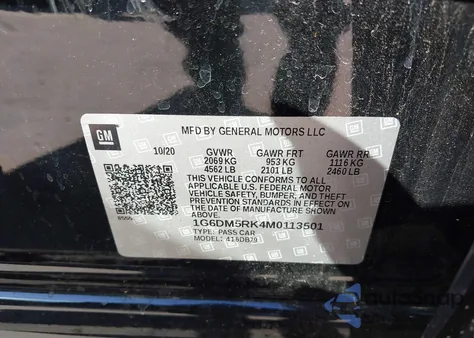 GM
MFD BY GENERAL MOTORS LLC
10/20 GVWR GAWR FRT GAWR RR
2069 KG 953 KG 1116 KG
4562 LB 2101 LB 2460 LB
THIS VEHICLE CONFORMS TO ALL
APPLICABLE U.S. FEDERAL MOTOR
VEHICLE SAFETY, BUMPER, AND THEFT
PREVENTION STANDARDS IN EFFECT ON
THE DATE OF MANUFACTURE SHOWN ABOVE.
1G6DM5RK4M0113501
TYPE: PASS CAR
MODEL: 416DB79
autosnap